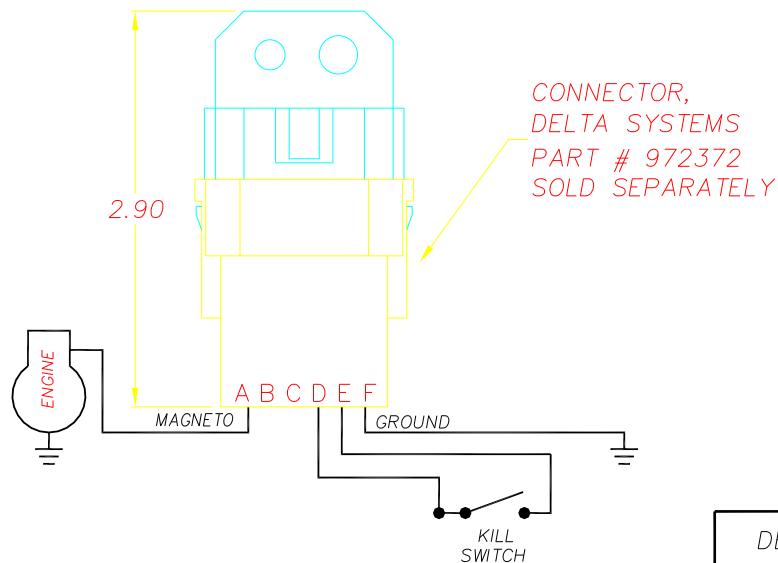 CONNECTOR,
DELTA SYSTEMS
PART # 972372
SOLD SEPARATELY
2.90
ENGINE
A B C D E F
MAGNETO
GROUND
KILL
SWITCH